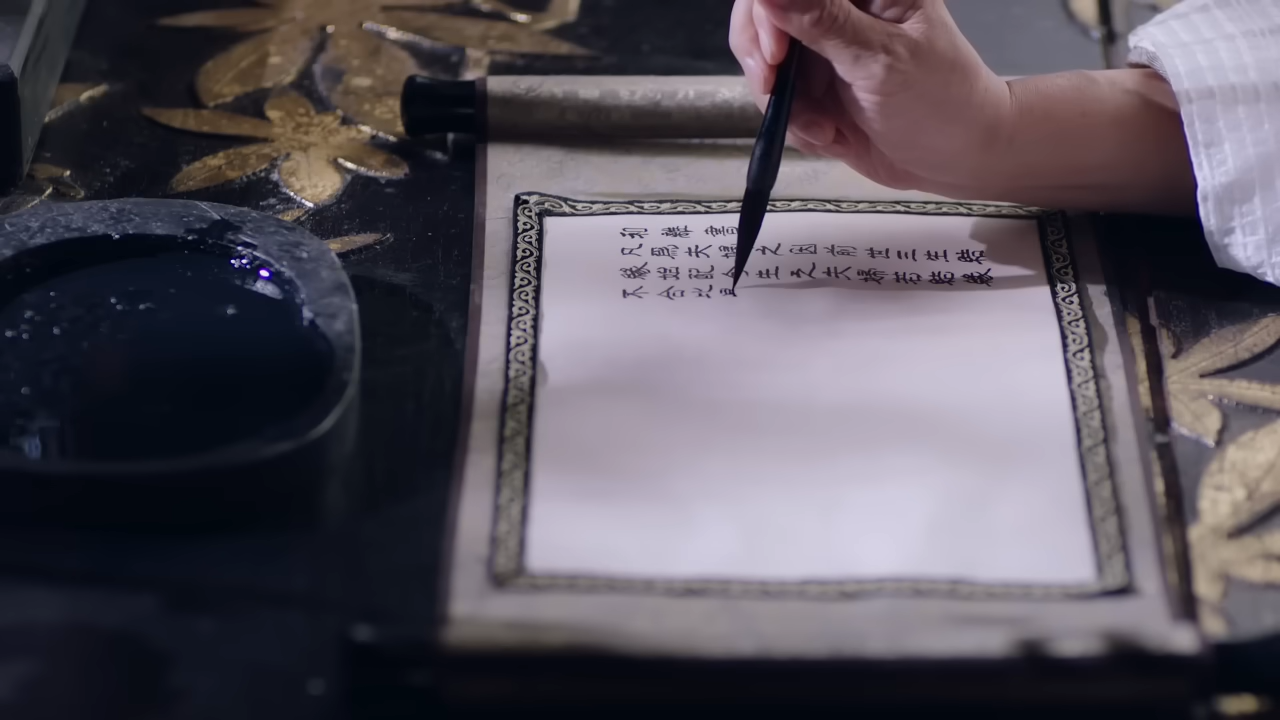 和離書
凡為夫婦之因前世三生結
緣始配今生之夫婦若結緣
不合比